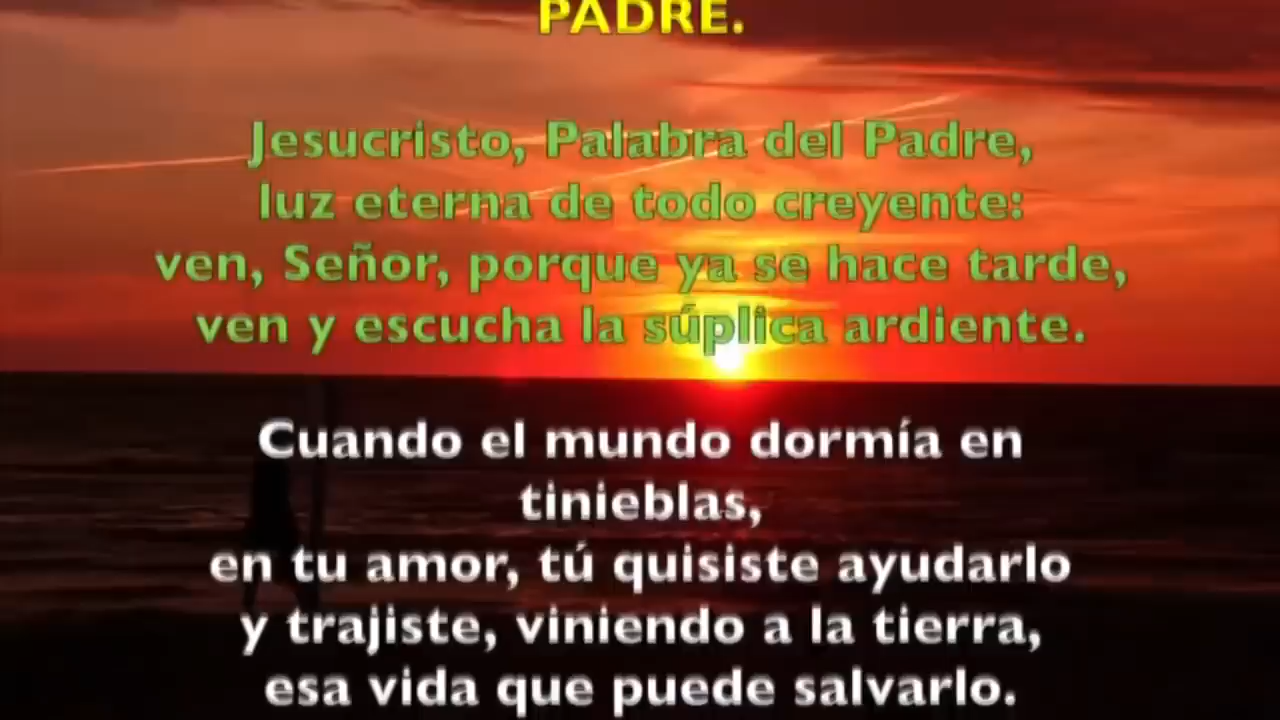 PADRE.
Jesucristo, Palabra del Padre,
luz eterna de todo creyente:
ven, Señor, porque ya se hace tarde,
ven y escucha la súplica ardiente.
Cuando el mundo dormía en
tinieblas,
en tu amor, tú quisiste ayudarlo
y trajiste, viniendo a la tierra,
esa vida que puede salvarlo.